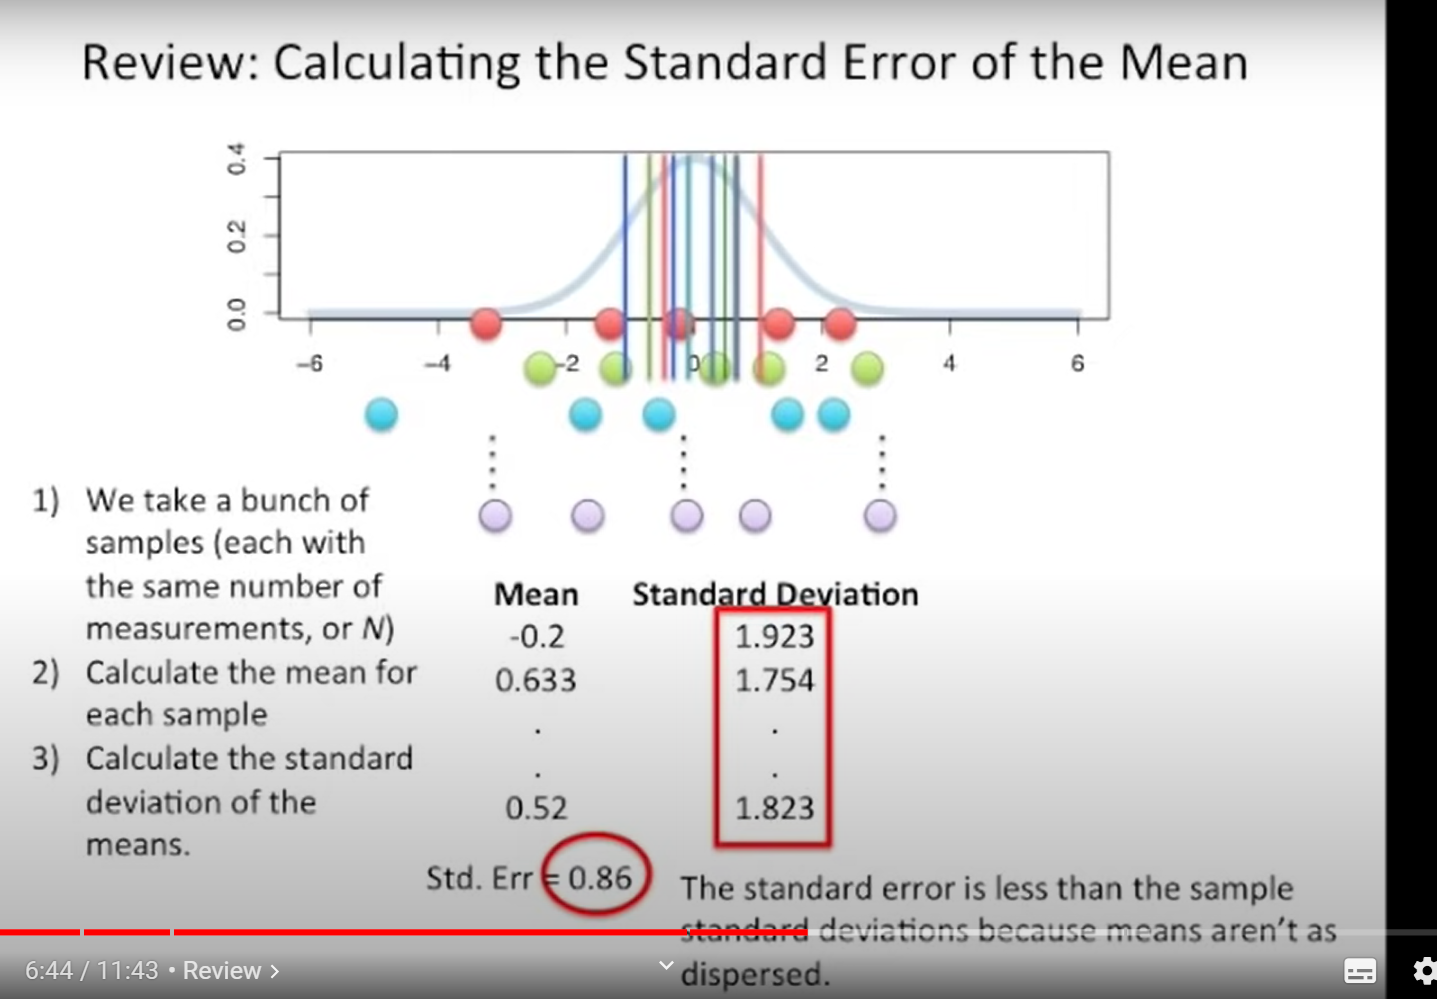 Review: Calculating the Standard Error of the Mean
0.4
0.2
0.0
−6 −4 −2 0 2 4 6
1) We take a bunch of
samples (each with
the same number of
measurements, or N)
2) Calculate the mean for
each sample
3) Calculate the standard
deviation of the
means.
Mean Standard Deviation
-0.2 1.923
0.633 1.754
. .
. .
0.52 1.823
Std. Err = 0.86
The standard error is less than the sample
standard deviations because means aren't as
dispersed.
6:44 / 11:43 • Review >